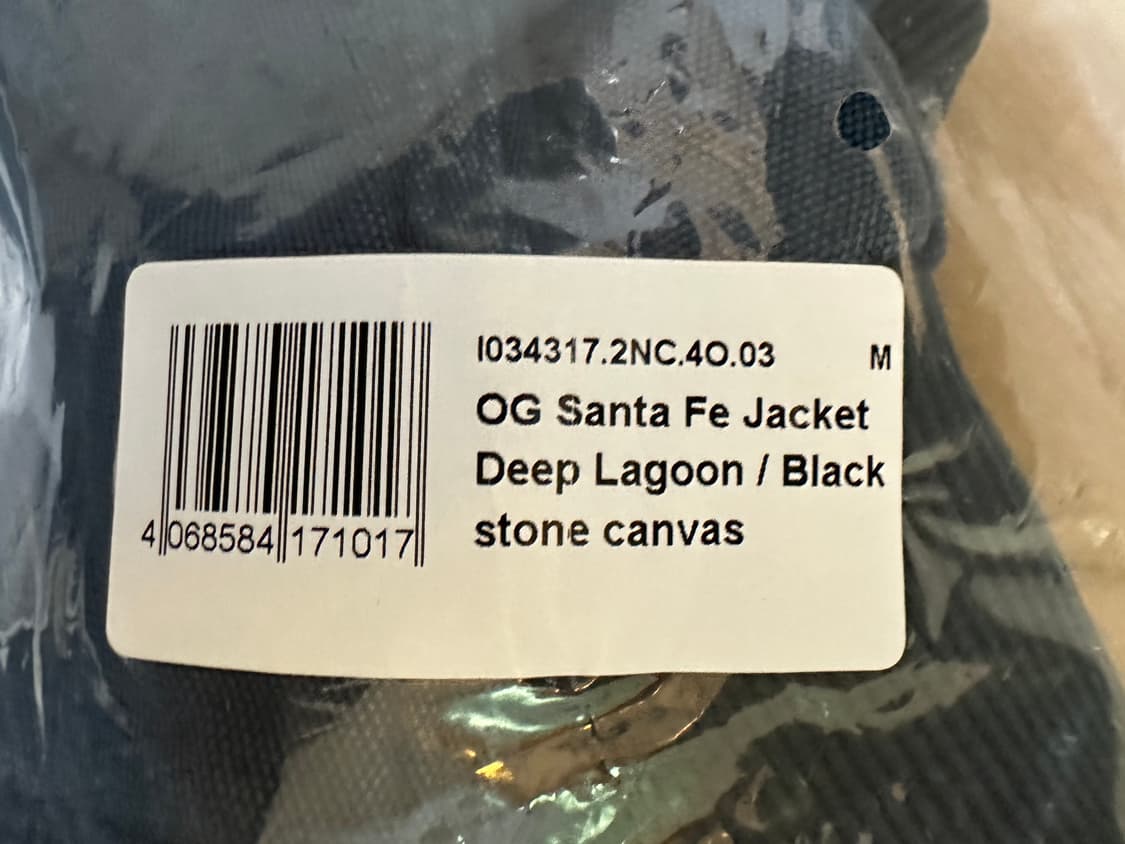 I034317.2NC.4O.03 M
OG Santa Fe Jacket
Deep Lagoon / Black
stone canvas
4 068584 171017